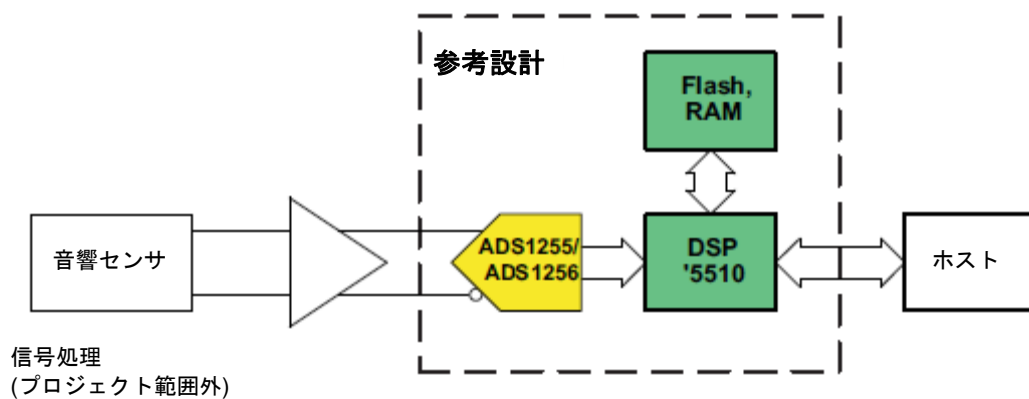 参考設計
Flash,
RAM
音響センサ
ADS1255/
ADS1256
DSP
'5510
ホスト
信号処理
(プロジェクト範囲外)